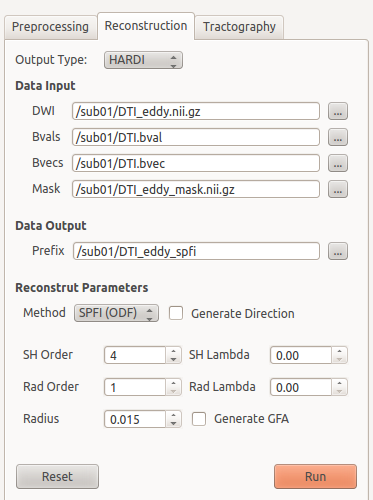 Preprocessing Reconstruction Tractography
Output Type: HARDI
Data Input
DWI /sub01/DTI_eddy.nii.gz ...
Bvals /sub01/DTI.bval ...
Bvecs /sub01/DTI.bvec ...
Mask /sub01/DTI_eddy_mask.nii.gz ...
Data Output
Prefix /sub01/DTI_eddy_spfi ...
Reconstrut Parameters
Method SPFI (ODF) Generate Direction
SH Order 4 SH Lambda 0.00
Rad Order 1 Rad Lambda 0.00
Radius 0.015 Generate GFA
Reset Run